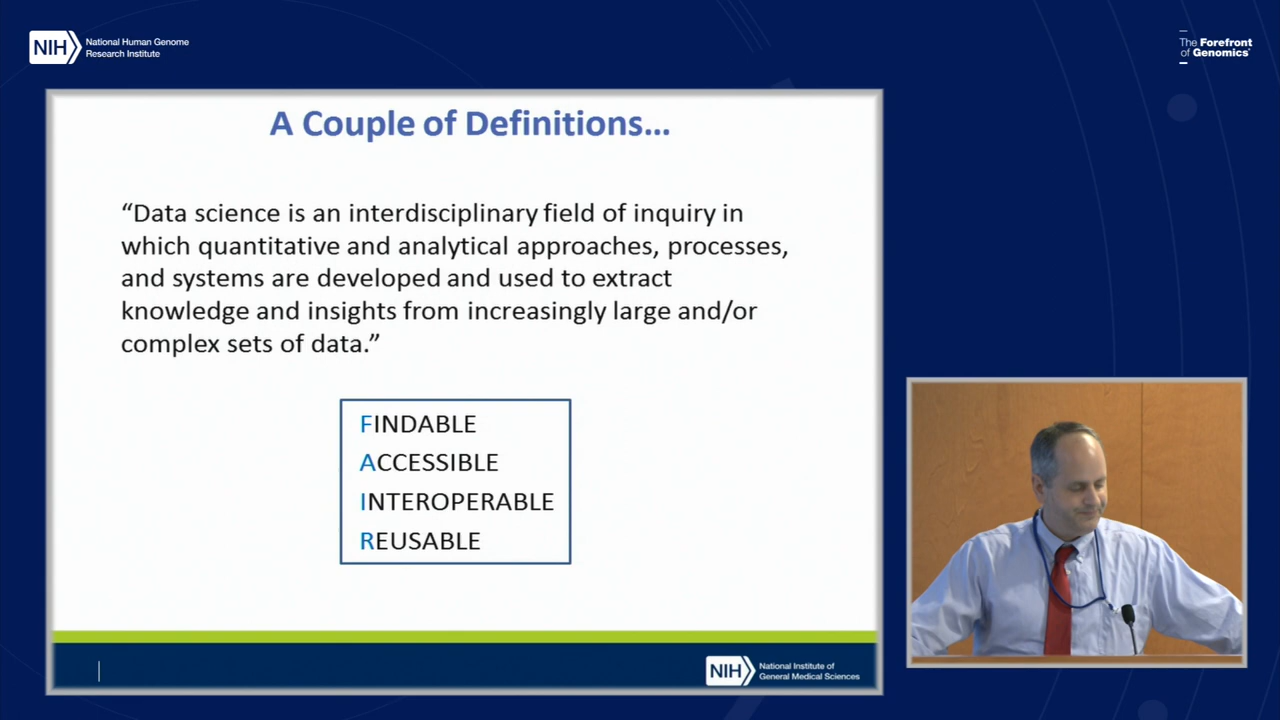 NIH National Human Genome
Research Institute
The Forefront
of Genomics®
A Couple of Definitions...
“Data science is an interdisciplinary field of inquiry in
which quantitative and analytical approaches, processes,
and systems are developed and used to extract
knowledge and insights from increasingly large and/or
complex sets of data.”
FINDABLE
ACCESSIBLE
INTEROPERABLE
REUSABLE
NIH National Institute of
General Medical Sciences